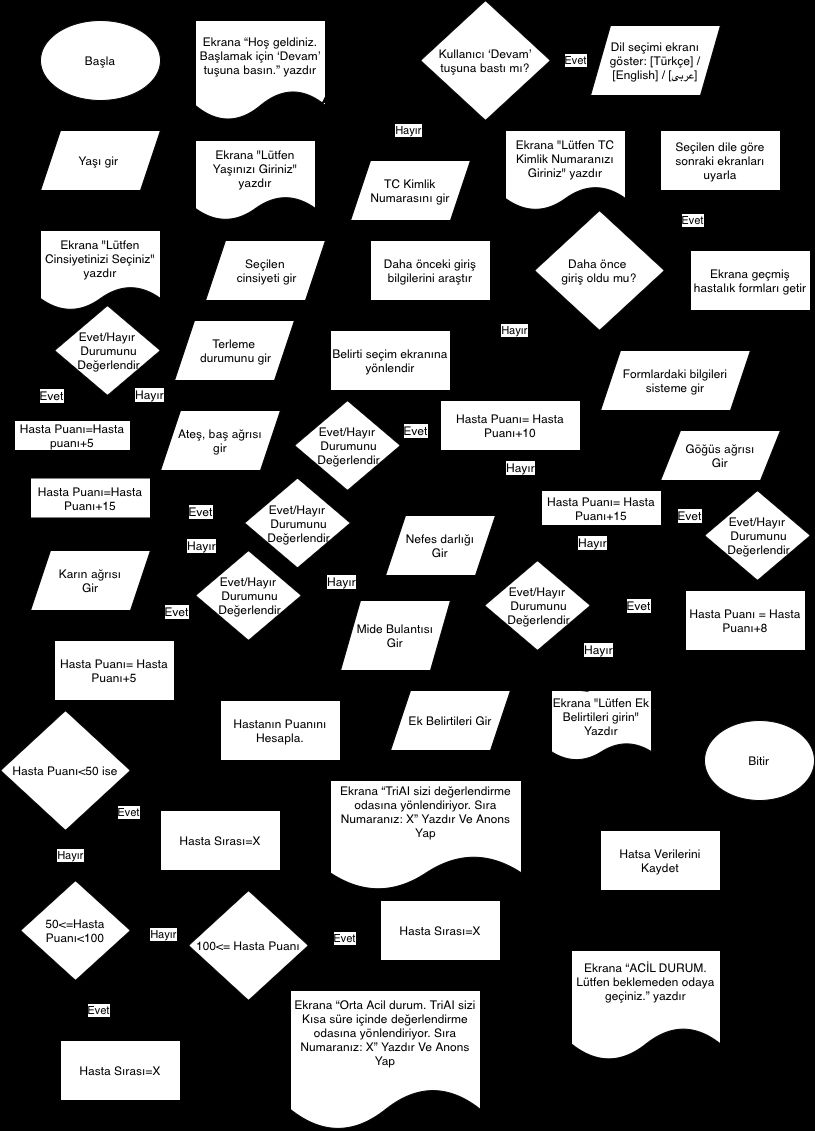 Başla
Ekrana “Hoş geldiniz.
Başlamak için ‘Devam’
tuşuna basın.” yazdır
Kullanıcı ‘Devam’
tuşuna bastı mı?
Evet
Dil seçimi ekranı
göster: [Türkçe] /
[English] / [عربى]
Hayır
Yaşı gir
Ekrana "Lütfen
Yaşınızı Giriniz"
yazdır
TC Kimlik
Numarasını gir
Ekrana "Lütfen TC
Kimlik Numaranızı
Giriniz" yazdır
Seçilen dile göre
sonraki ekranları
uyarla
Evet
Ekrana "Lütfen
Cinsiyetinizi Seçiniz"
yazdır
Seçilen
cinsiyeti gir
Daha önceki giriş
bilgilerini araştır
Daha önce
giriş oldu mu?
Ekrana geçmiş
hastalık formları getir
Hayır
Evet/Hayır
Durumunu
Değerlendir
Terleme
durumunu gir
Belirti seçim ekranına
yönlendir
Formlardaki bilgileri
sisteme gir
Evet
Hayır
Hasta Puanı=Hasta
puanı+5
Ateş, baş ağrısı
gir
Evet/Hayır
Durumunu
Değerlendir
Evet
Hasta Puanı= Hasta
Puanı+10
Hayır
Göğüs ağrısı
Gir
Hasta Puanı=Hasta
Puanı+15
Evet
Evet/Hayır
Durumunu
Değerlendir
Hayır
Nefes darlığı
Gir
Hasta Puanı= Hasta
Puanı+15
Evet
Evet/Hayır
Durumunu
Değerlendir
Hayır
Karın ağrısı
Gir
Evet
Evet/Hayır
Durumunu
Değerlendir
Hayır
Mide Bulantısı
Gir
Evet/Hayır
Durumunu
Değerlendir
Evet
Hasta Puanı = Hasta
Puanı+8
Hayır
Hasta Puanı= Hasta
Puanı+5
Hastanın Puanını
Hesapla.
Ek Belirtileri Gir
Ekrana "Lütfen Ek
Belirtileri girin"
Yazdır
Bitir
Hasta Puanı<50 ise
Evet
Hasta Sırası=X
Ekrana “TriAI sizi değerlendirme
odasına yönlendiriyor. Sıra
Numaranız: X” Yazdır Ve Anons
Yap
Hatsa Verilerini
Kaydet
Hayır
50<=Hasta
Puanı<100
Hayır
100<= Hasta Puanı
Evet
Hasta Sırası=X
Ekrana “ACİL DURUM.
Lütfen beklemeden odaya
geçiniz.” yazdır
Evet
Hasta Sırası=X
Ekrana “Orta Acil durum. TriAI sizi
Kısa süre içinde değerlendirme
odasına yönlendiriyor. Sıra
Numaranız: X” Yazdır Ve Anons
Yap